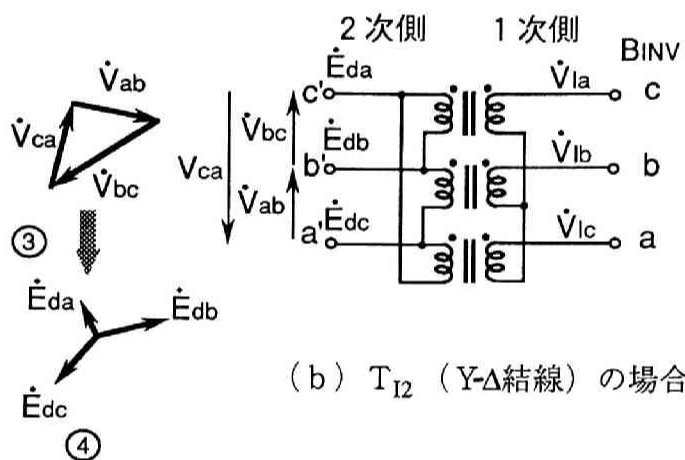 2次側 1次側 BINV
V̇ab
V̇ca
V̇bc
③
Vca
V̇bc
V̇ab
c' Ėda V̇Ia c
b' Ėdb V̇Ib b
a' Ėdc V̇Ic a
Ėda
Ėdb
Ėdc
④
(b) TI2 (Y-Δ結線) の場合